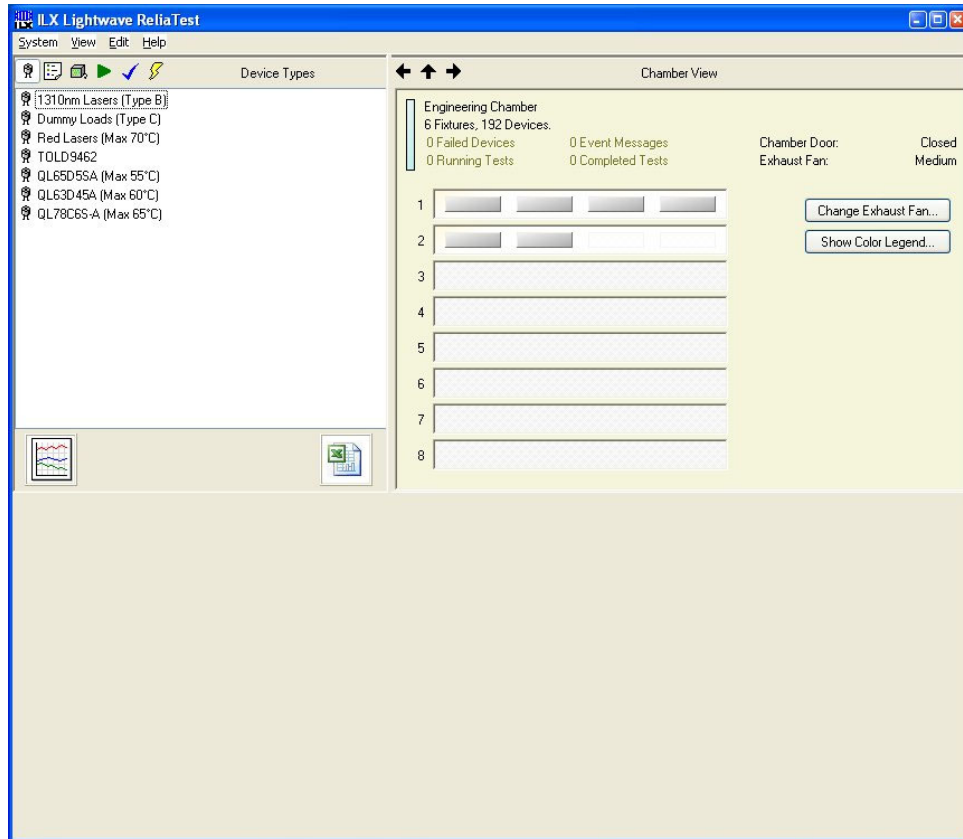 ILX Lightwave ReliaTest
System View Edit Help
Device Types
1310nm Lasers (Type B)
Dummy Loads (Type C)
Red Lasers (Max 70°C)
TOLD9462
QL65D5SA (Max 55°C)
QL63D45A (Max 60°C)
QL78C6S-A (Max 65°C)
Chamber View
Engineering Chamber
6 Fixtures, 192 Devices.
0 Failed Devices 0 Event Messages Chamber Door: Closed
0 Running Tests 0 Completed Tests Exhaust Fan: Medium
1
Change Exhaust Fan...
2
Show Color Legend...
3
4
5
6
7
8